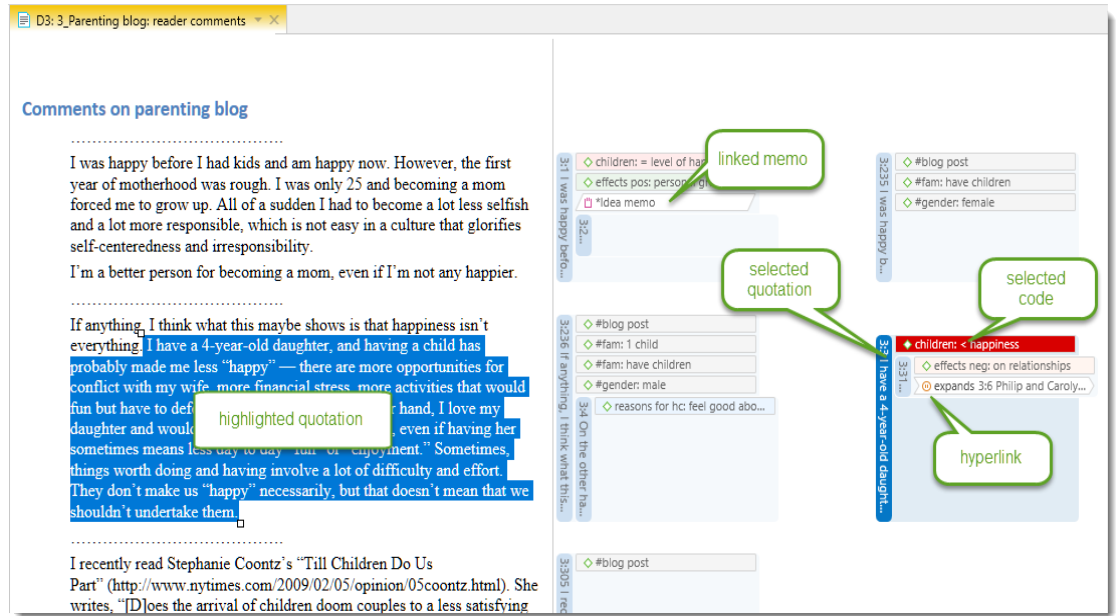 D3: 3_Parenting blog: reader comments
Comments on parenting blog
.......................................
I was happy before I had kids and am happy now. However, the first
year of motherhood was rough. I was only 25 and becoming a mom
forced me to grow up. All of a sudden I had to become a lot less selfish
and a lot more responsible, which is not easy in a culture that glorifies
self-centeredness and irresponsibility.
I’m a better person for becoming a mom, even if I’m not any happier.
.......................................
If anything, I think what this maybe shows is that happiness isn’t
everything. I have a 4-year-old daughter, and having a child has
probably made me less “happy” — there are more opportunities for
conflict with my wife, more financial stress, more activities that would
fun but have to def hand, I love my
daughter and woul , even if having her
sometimes means less day to day “fun” or “enjoyment.” Sometimes,
things worth doing and having involve a lot of difficulty and effort.
They don’t make us “happy” necessarily, but that doesn’t mean that we
shouldn’t undertake them.
highlighted quotation
.......................................
I recently read Stephanie Coontz’s “Till Children Do Us
Part” (http://www.nytimes.com/2009/02/05/opinion/05coontz.html). She
writes, “[D]oes the arrival of children doom couples to a less satisfying
3:1 I was happy befo...
children: = level of hap
effects pos: person gr
*Idea memo
3:2...
linked memo
3:235 I was happy b...
#blog post
#fam: have children
#gender: female
selected
quotation
selected
code
3:236 If anything, I think what this...
#blog post
#fam: 1 child
#fam: have children
#gender: male
3:4 On the other ha...
reasons for hc: feel good abo...
3:3 I have a 4-year-old daught...
children: < happiness
3:31...
effects neg: on relationships
expands 3:6 Philip and Caroly...
hyperlink
3:305 I rec
#blog post